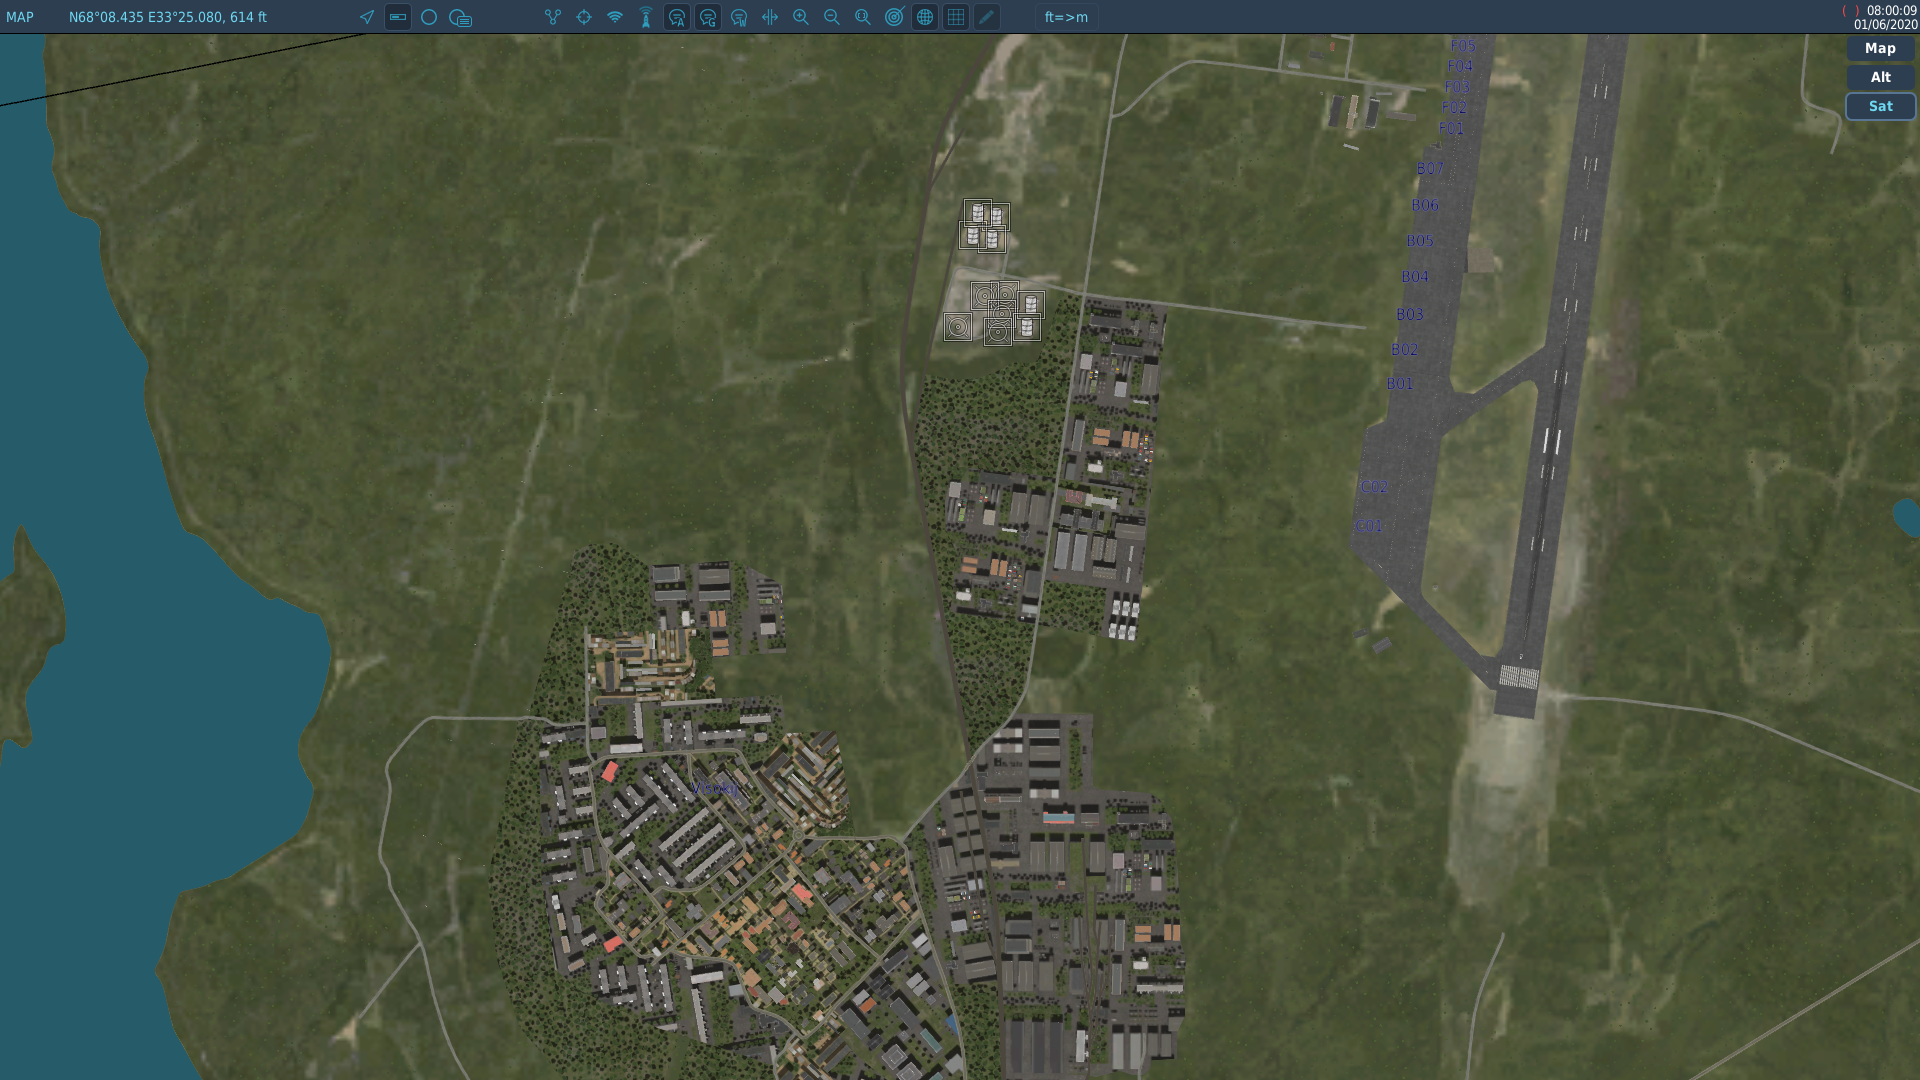 MAP
N68°08.435 E33°25.080, 614 ft
ft=>m
( ) 08:00:09
01/06/2020
Map
Alt
Sat
F05
F04
F03
F02
F01
B07
B06
B05
B04
B03
B02
B01
C02
C01
Visokij